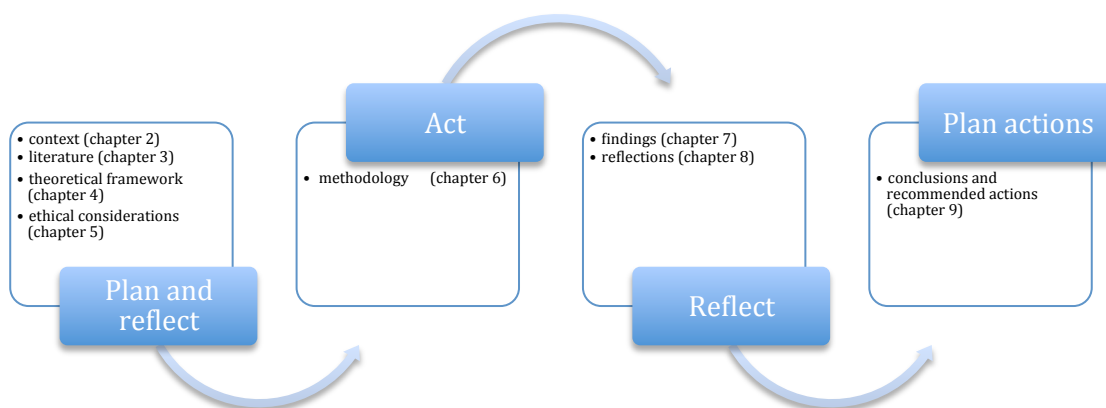 • context (chapter 2)
• literature (chapter 3)
• theoretical framework
(chapter 4)
• ethical considerations
(chapter 5)
Plan and
reflect
Act
• methodology (chapter 6)
• findings (chapter 7)
• reflections (chapter 8)
Reflect
Plan actions
• conclusions and
recommended actions
(chapter 9)